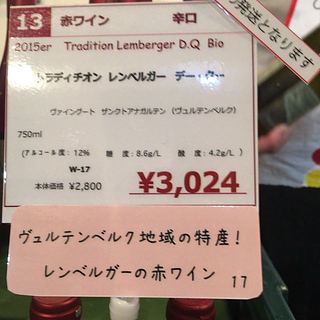 の発送となります
13 赤ワイン 辛口
2015er Tradition Lemberger D.Q Bio
トラディチオン レンベルガー デー.クー
ヴァイングート ザンクトアナガルテン (ヴュルテンベルク)
750ml
(アルコール度: 12% 糖 度: 8.6g/L 酸 度: 4.2g/L )
W-17
本体価格 ¥2,800
¥3,024
ヴュルテンベルク地域の特産!
レンベルガーの赤ワイン 17